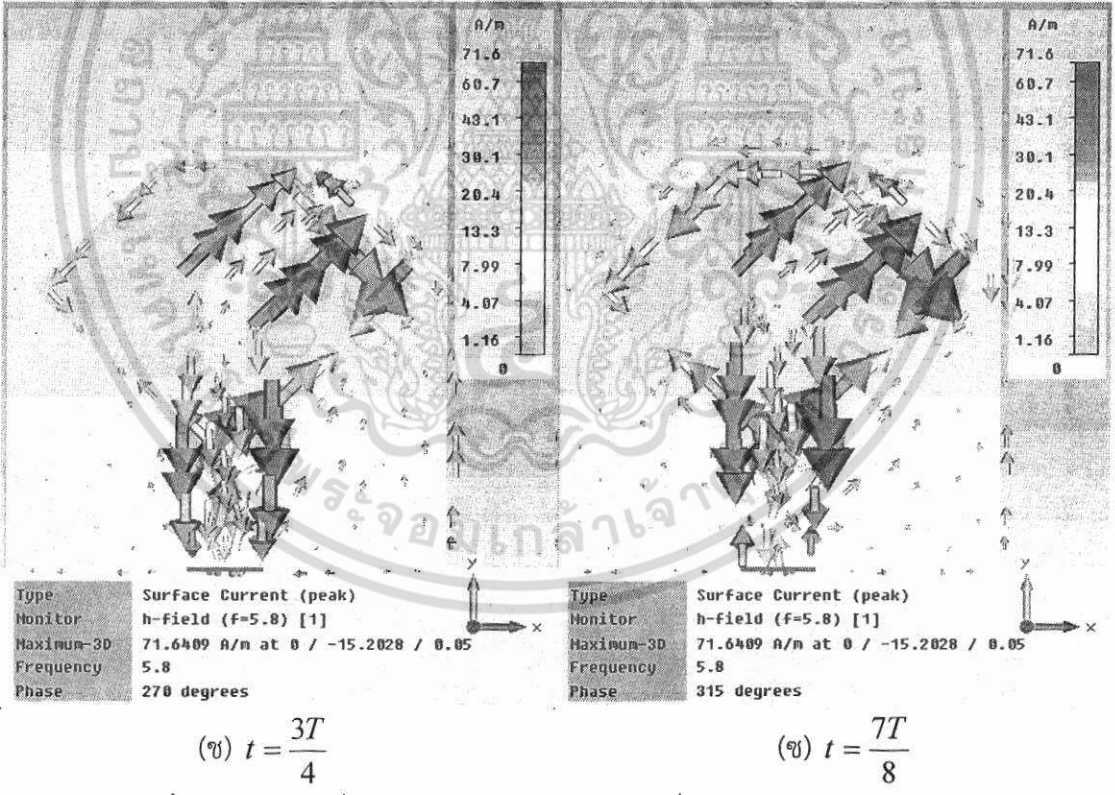 A/m
71.6
60.7
43.1
30.1
20.4
13.3
7.99
4.07
1.16
0
y
x
Type Surface Current (peak)
Monitor h-field (f=5.8) [1]
Maximum-3D 71.6409 A/m at 0 / -15.2028 / 0.05
Frequency 5.8
Phase 270 degrees
(ช) t = 3T/4
A/m
71.6
60.7
43.1
30.1
20.4
13.3
7.99
4.07
1.16
0
y
x
Type Surface Current (peak)
Monitor h-field (f=5.8) [1]
Maximum-3D 71.6409 A/m at 0 / -15.2028 / 0.05
Frequency 5.8
Phase 315 degrees
(ซ) t = 7T/8